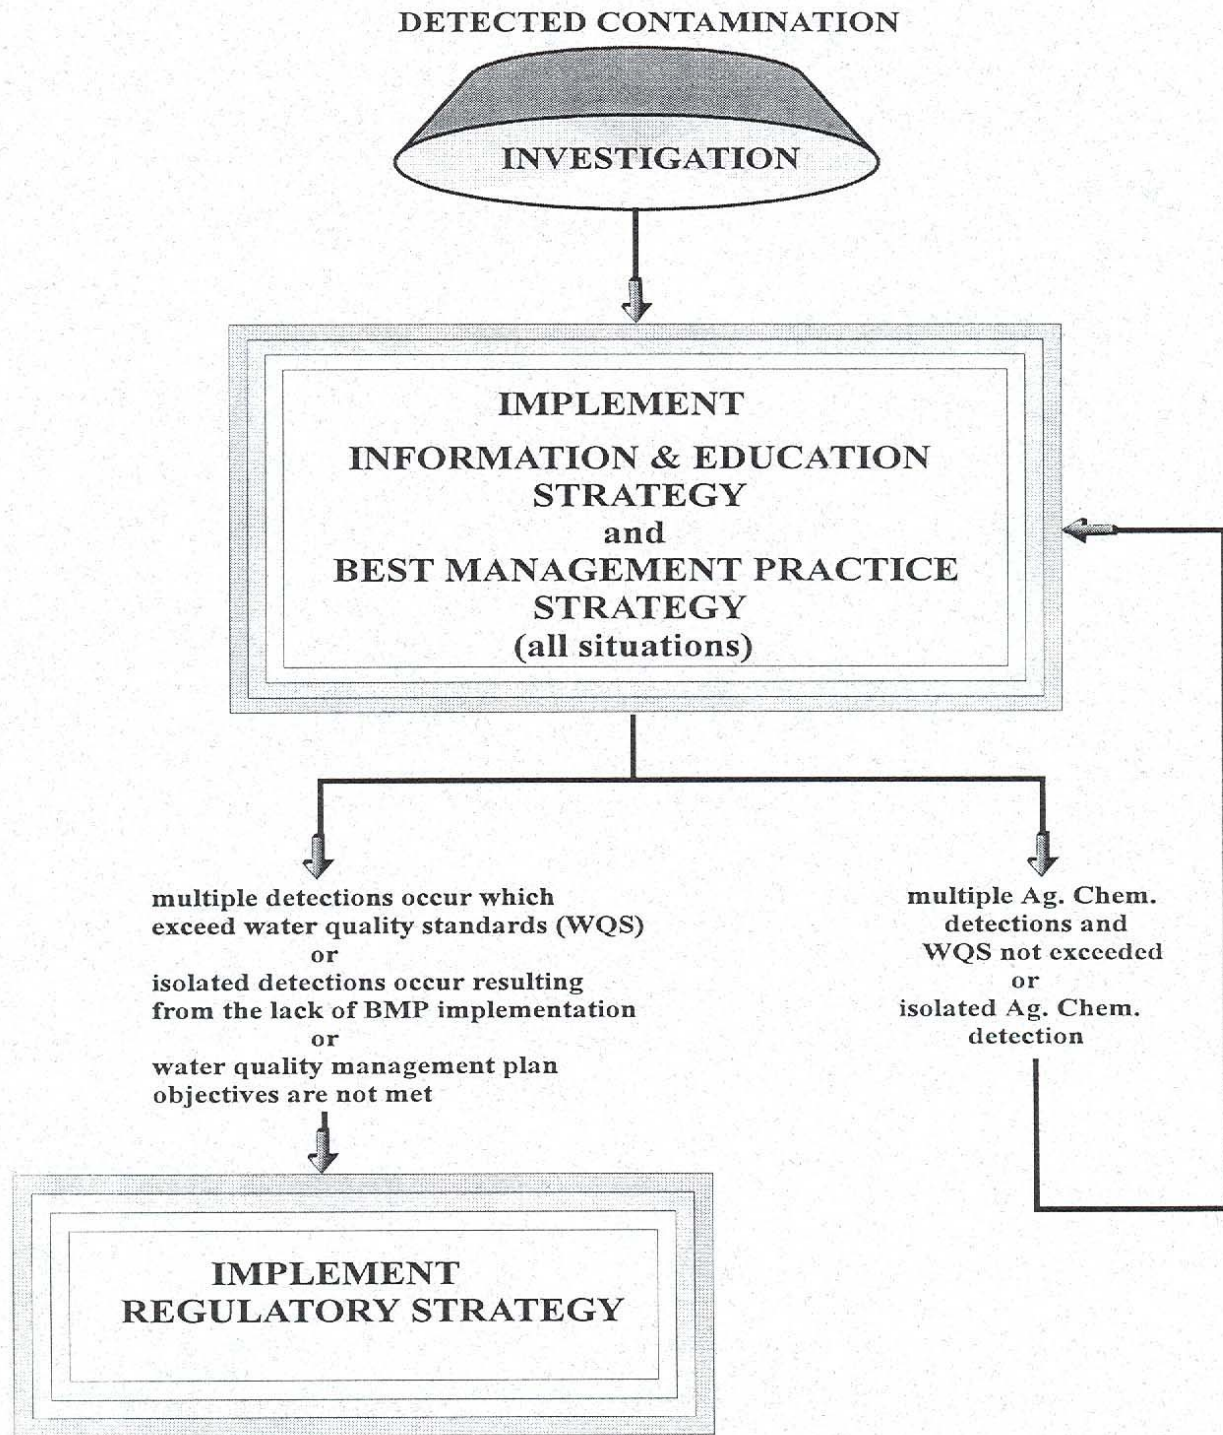 DETECTED CONTAMINATION
INVESTIGATION
IMPLEMENT
INFORMATION & EDUCATION
STRATEGY
and
BEST MANAGEMENT PRACTICE
STRATEGY
(all situations)
multiple detections occur which
exceed water quality standards (WQS)
or
isolated detections occur resulting
from the lack of BMP implementation
or
water quality management plan
objectives are not met
multiple Ag. Chem.
detections and
WQS not exceeded
or
isolated Ag. Chem.
detection
IMPLEMENT
REGULATORY STRATEGY